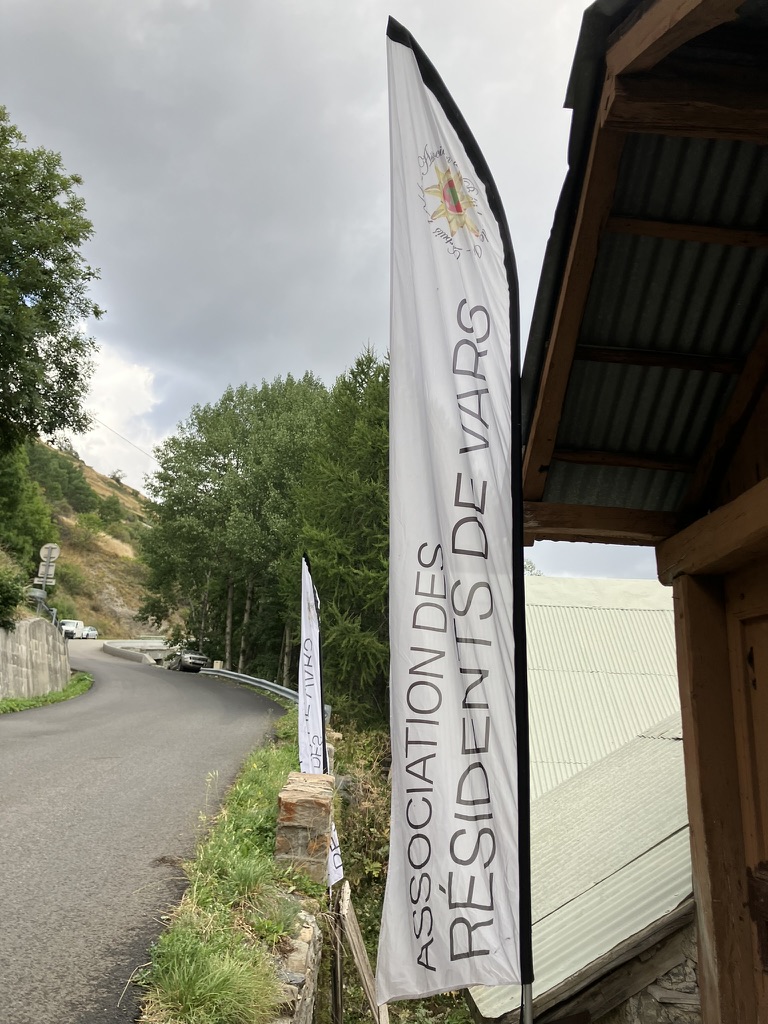 ASSOCIATION DES
RÉSIDENTS DE VARS